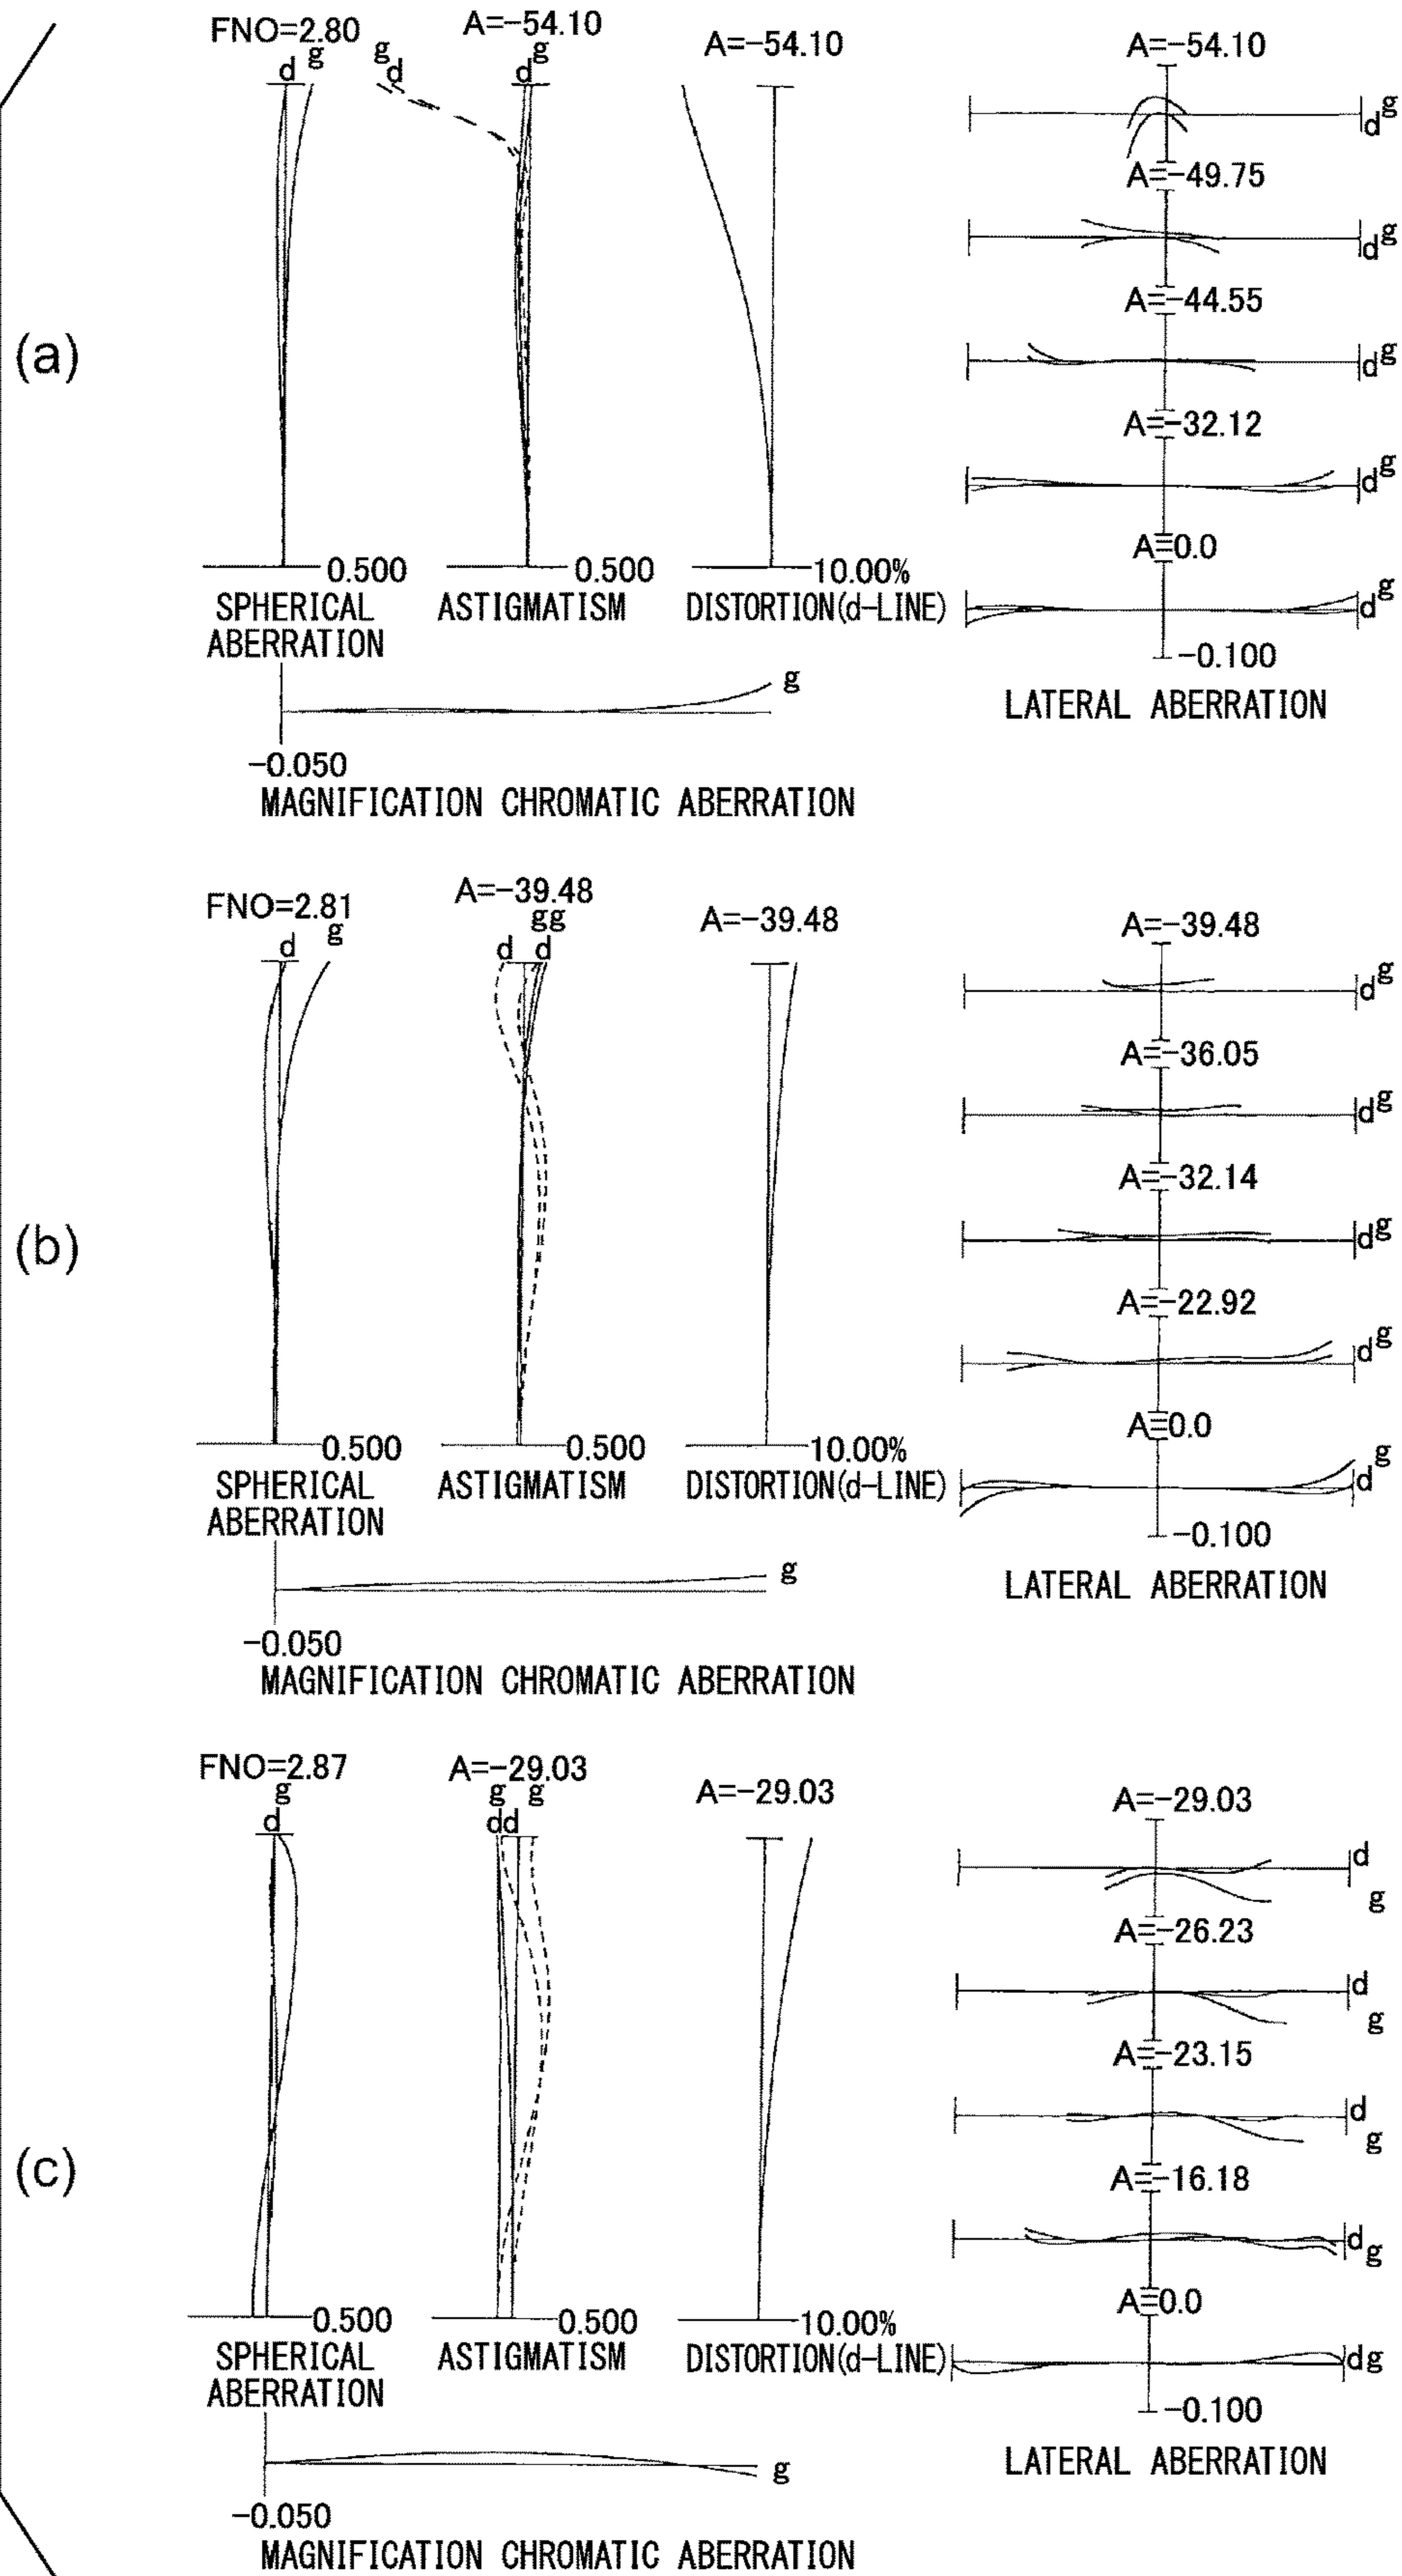 (a)
FNO=2.80
d g
A=-54.10
g d
d g
A=-54.10
0.500
SPHERICAL
ABERRATION
0.500
ASTIGMATISM
10.00%
DISTORTION(d-LINE)
g
-0.050
MAGNIFICATION CHROMATIC ABERRATION
A=-54.10
d g
A=-49.75
d g
A=-44.55
d g
A=-32.12
d g
A=0.0
d g
-0.100
LATERAL ABERRATION
(b)
FNO=2.81
d g
A=-39.48
gg
d d
A=-39.48
0.500
SPHERICAL
ABERRATION
0.500
ASTIGMATISM
10.00%
DISTORTION(d-LINE)
g
-0.050
MAGNIFICATION CHROMATIC ABERRATION
A=-39.48
d g
A=-36.05
d g
A=-32.14
d g
A=-22.92
d g
A=0.0
d g
-0.100
LATERAL ABERRATION
(c)
FNO=2.87
g
d
A=-29.03
g g
dd
A=-29.03
0.500
SPHERICAL
ABERRATION
0.500
ASTIGMATISM
10.00%
DISTORTION(d-LINE)
g
-0.050
MAGNIFICATION CHROMATIC ABERRATION
A=-29.03
d
g
A=-26.23
d
g
A=-23.15
d
g
A=-16.18
d g
A=0.0
d g
-0.100
LATERAL ABERRATION